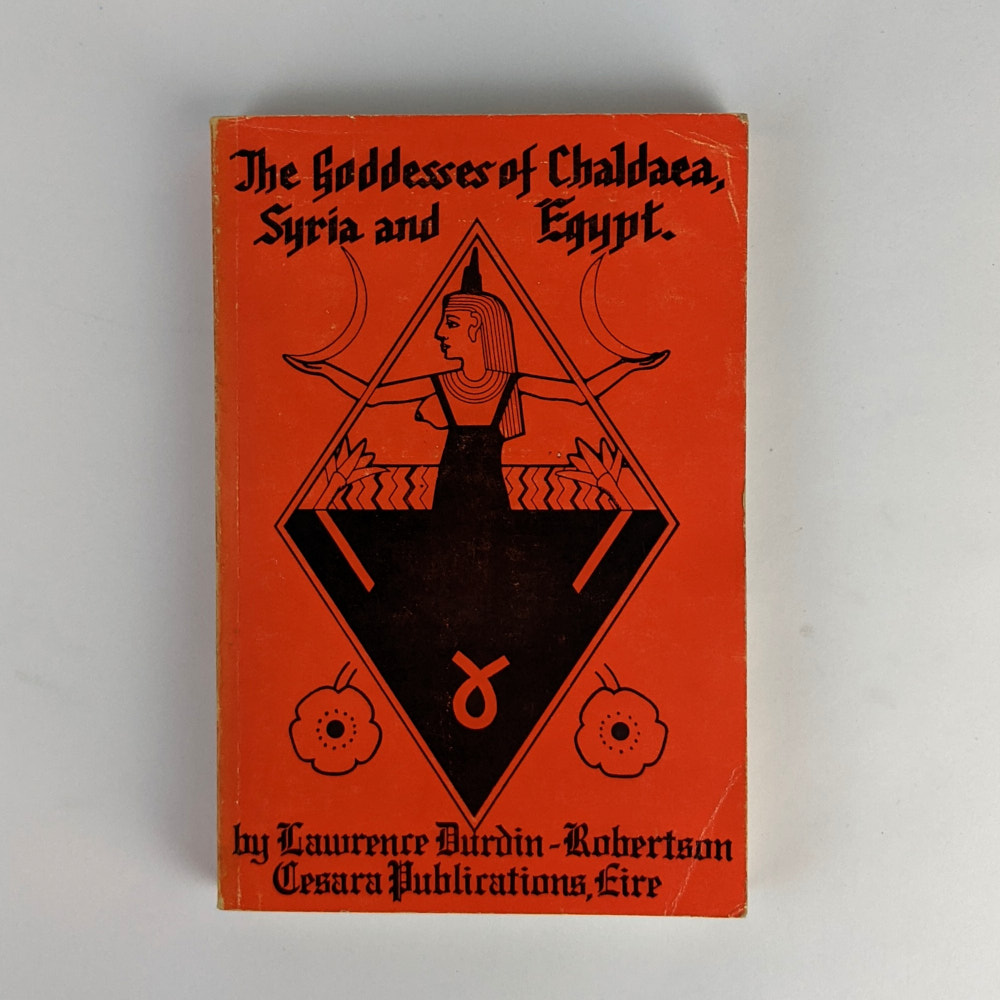 The Goddesses of Chaldaea,
Syria and Egypt.
by Lawrence Durdin-Robertson
Cesara Publications, Eire